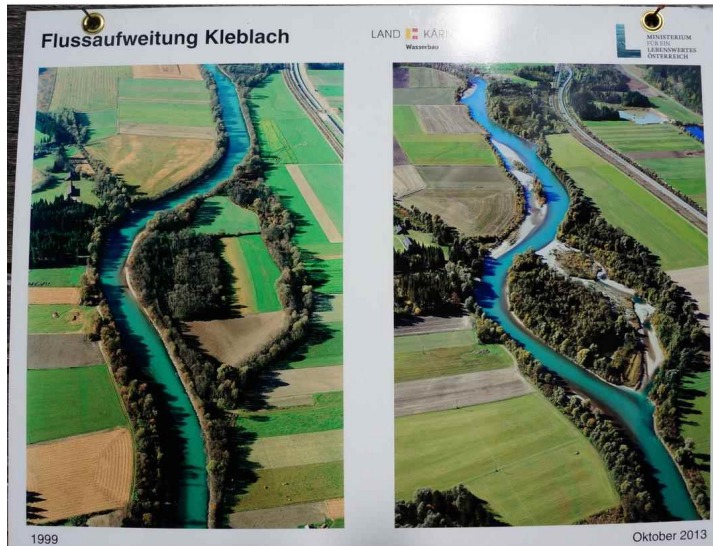 Flussaufweitung Kleblach
LAND KÄRN
Wasserbau
MINISTERIUM
FÜR EIN
LEBENSWERTES
ÖSTERREICH
1999
Oktober 2013